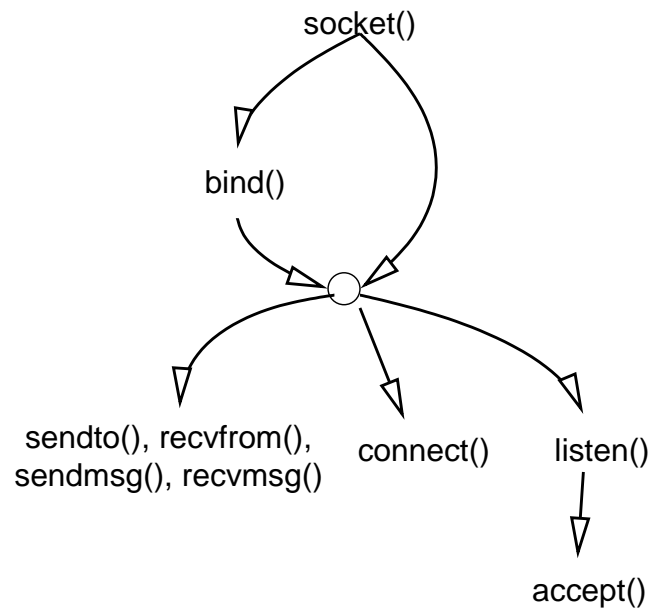 socket()
bind()
sendto(), recvfrom(),
sendmsg(), recvmsg()
connect()
listen()
accept()